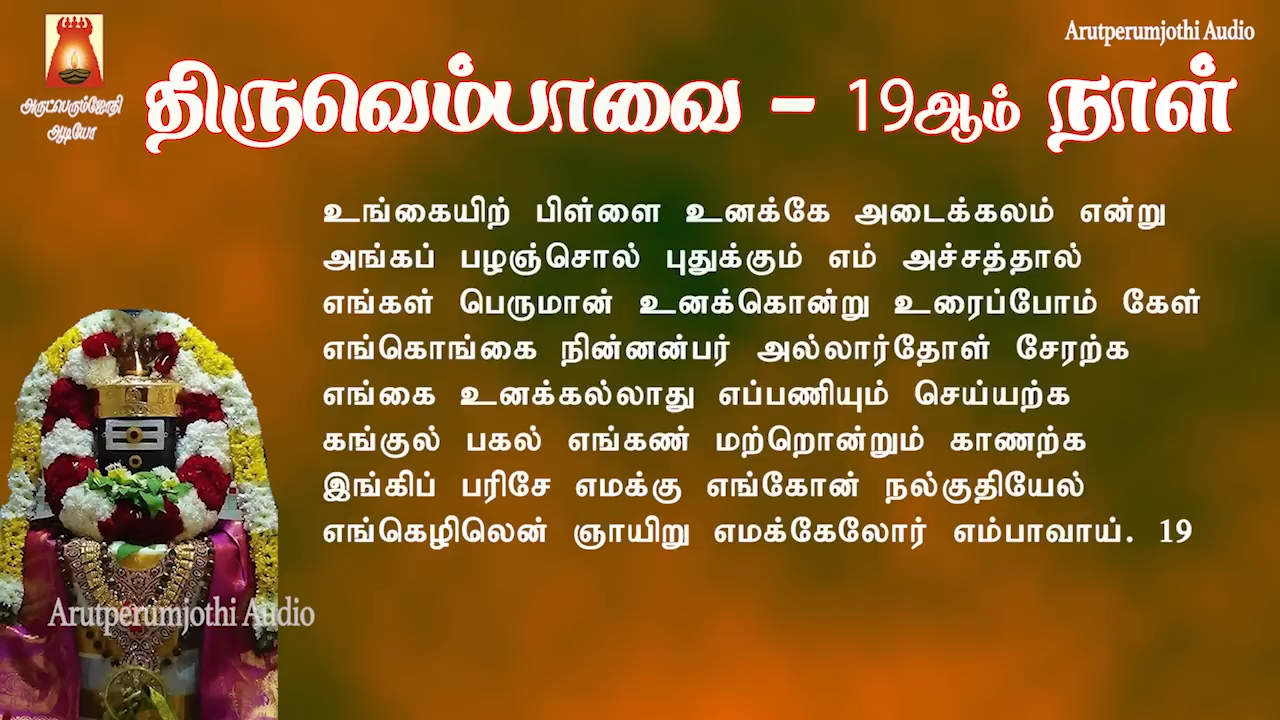 Arutperumjothi Audio
அருட்பெரும்ஜோதி
ஆடியோ
திருவெம்பாவை – 19ஆம் நாள்
உங்கையிற் பிள்ளை உனக்கே அடைக்கலம் என்று
அங்கப் பழஞ்சொல் புதுக்கும் எம் அச்சத்தால்
எங்கள் பெருமான் உனக்கொன்று உரைப்போம் கேள்
எங்கொங்கை நின்னன்பர் அல்லார்தோள் சேரற்க
எங்கை உனக்கல்லாது எப்பணியும் செய்யற்க
கங்குல் பகல் எங்கண் மற்றொன்றும் காணற்க
இங்கிப் பரிசே எமக்கு எங்கோன் நல்குதியேல்
எங்கெழிலென் ஞாயிறு எமக்கேலோர் எம்பாவாய். 19
Arutperumjothi Audio